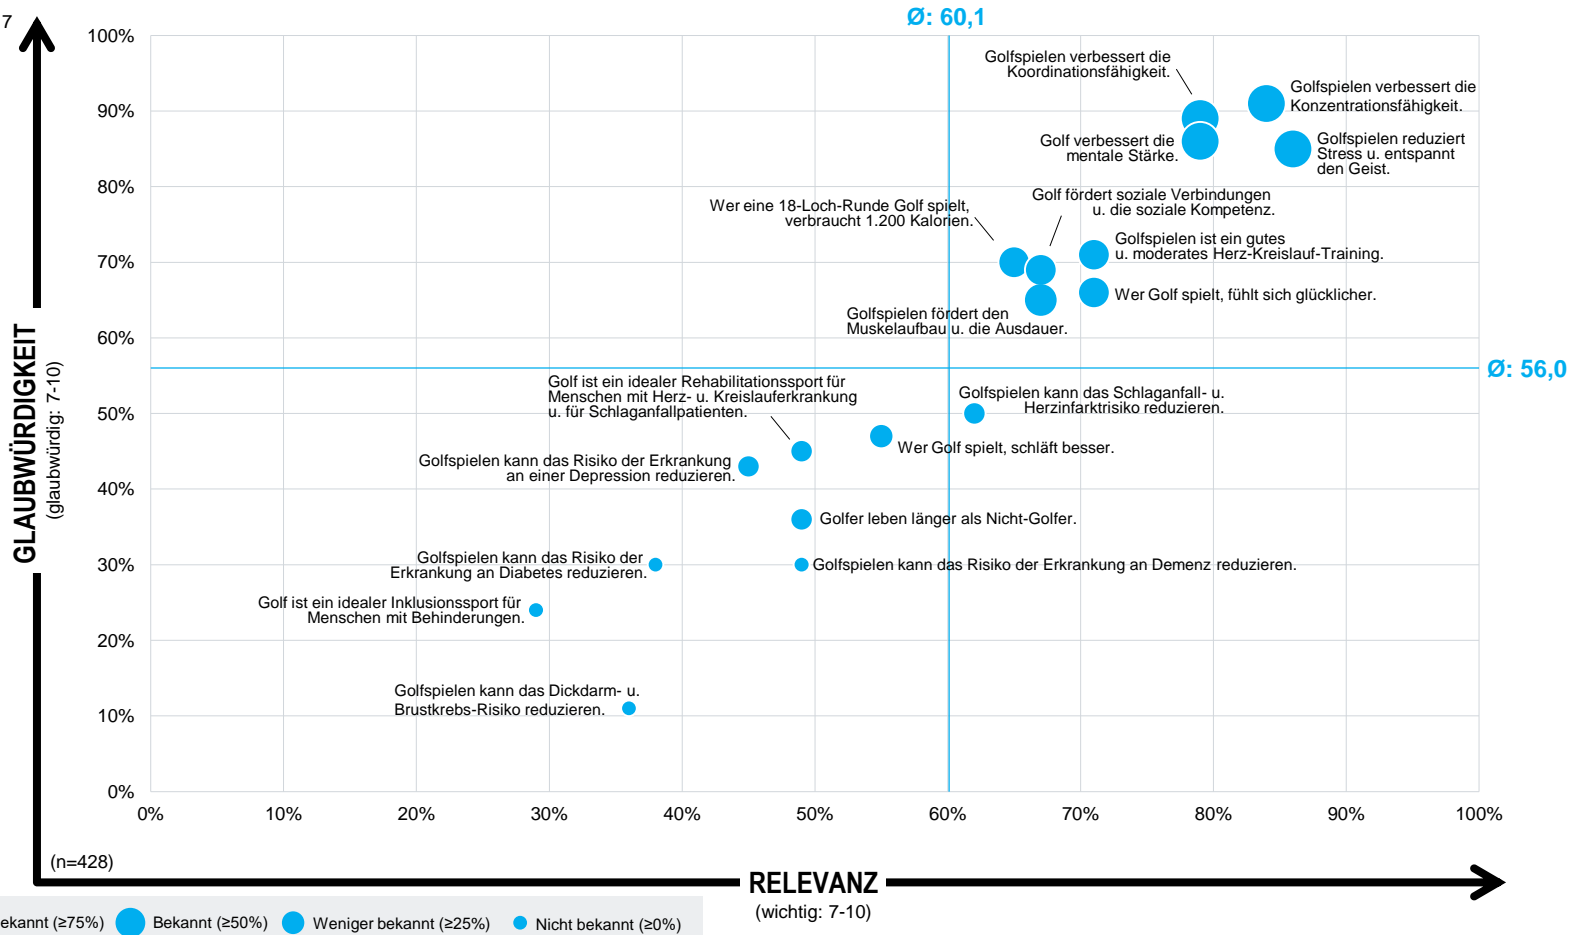 7
Ø: 60,1
100%
90%
80%
70%
60%
50%
40%
30%
20%
10%
0%
GLAUBWÜRDIGKEIT
(glaubwürdig: 7-10)
Golfspielen verbessert die
Koordinationsfähigkeit.
Golfspielen verbessert die
Konzentrationsfähigkeit.
Golf verbessert die
mentale Stärke.
Golfspielen reduziert
Stress u. entspannt
den Geist.
Wer eine 18-Loch-Runde Golf spielt,
verbraucht 1.200 Kalorien.
Golf fördert soziale Verbindungen
u. die soziale Kompetenz.
Golfspielen ist ein gutes
u. moderates Herz-Kreislauf-Training.
Wer Golf spielt, fühlt sich glücklicher.
Golfspielen fördert den
Muskelaufbau u. die Ausdauer.
Ø: 56,0
Golf ist ein idealer Rehabilitationssport für
Menschen mit Herz- u. Kreislauferkrankung
u. für Schlaganfallpatienten.
Golfspielen kann das Schlaganfall- u.
Herzinfarktrisiko reduzieren.
Wer Golf spielt, schläft besser.
Golfspielen kann das Risiko der Erkrankung
an einer Depression reduzieren.
Golfer leben länger als Nicht-Golfer.
Golfspielen kann das Risiko der
Erkrankung an Diabetes reduzieren.
Golfspielen kann das Risiko der Erkrankung an Demenz reduzieren.
Golf ist ein idealer Inklusionssport für
Menschen mit Behinderungen.
Golfspielen kann das Dickdarm- u.
Brustkrebs-Risiko reduzieren.
0% 10% 20% 30% 40% 50% 60% 70% 80% 90% 100%
(n=428)
RELEVANZ
(wichtig: 7-10)
ekannt (≥75%) Bekannt (≥50%) Weniger bekannt (≥25%) Nicht bekannt (≥0%)